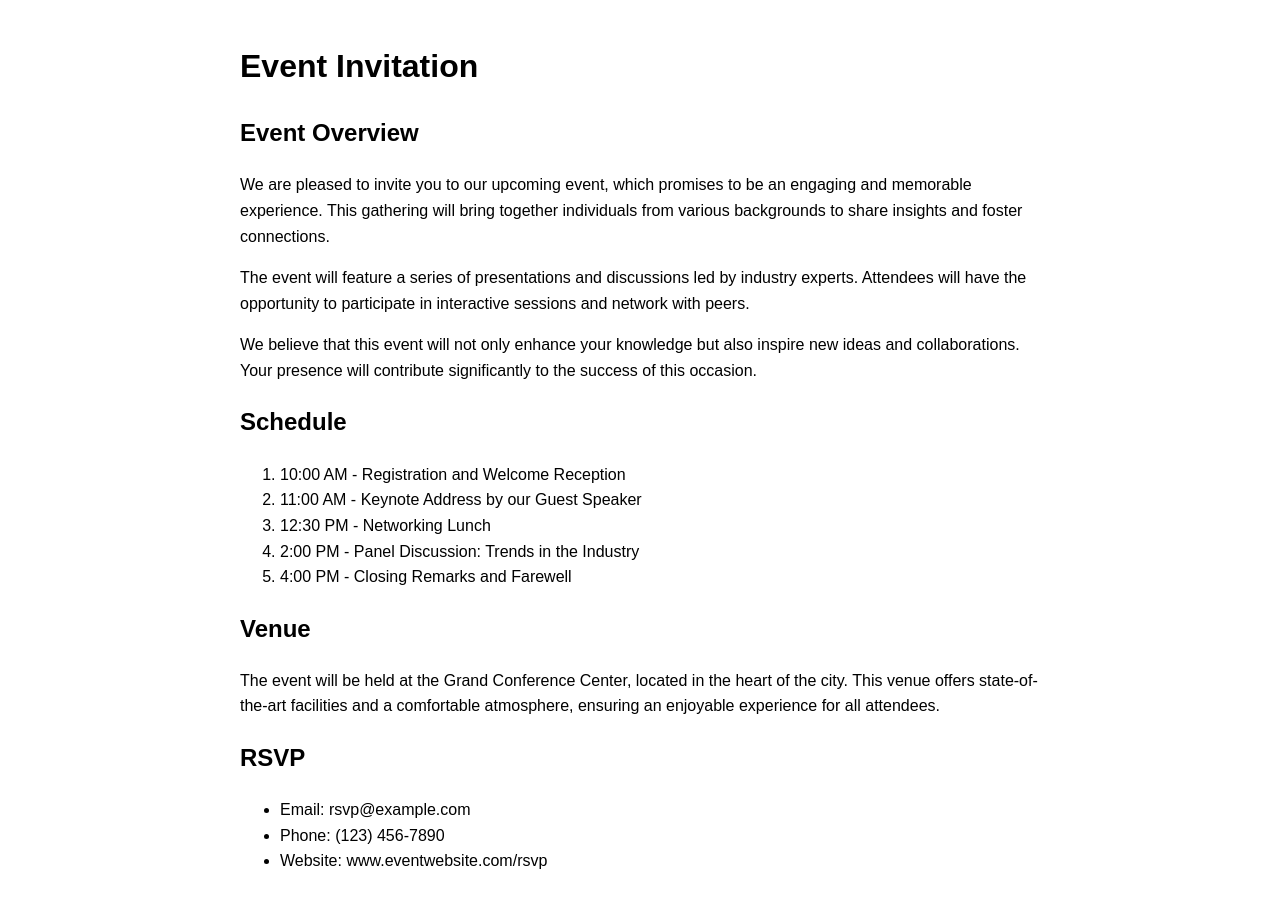 Event Invitation
Event Overview
We are pleased to invite you to our upcoming event, which promises to be an engaging and memorable
experience. This gathering will bring together individuals from various backgrounds to share insights and foster
connections.
The event will feature a series of presentations and discussions led by industry experts. Attendees will have the
opportunity to participate in interactive sessions and network with peers.
We believe that this event will not only enhance your knowledge but also inspire new ideas and collaborations.
Your presence will contribute significantly to the success of this occasion.
Schedule
1. 10:00 AM - Registration and Welcome Reception
2. 11:00 AM - Keynote Address by our Guest Speaker
3. 12:30 PM - Networking Lunch
4. 2:00 PM - Panel Discussion: Trends in the Industry
5. 4:00 PM - Closing Remarks and Farewell
Venue
The event will be held at the Grand Conference Center, located in the heart of the city. This venue offers state-of-
the-art facilities and a comfortable atmosphere, ensuring an enjoyable experience for all attendees.
RSVP
• Email: rsvp@example.com
• Phone: (123) 456-7890
• Website: www.eventwebsite.com/rsvp